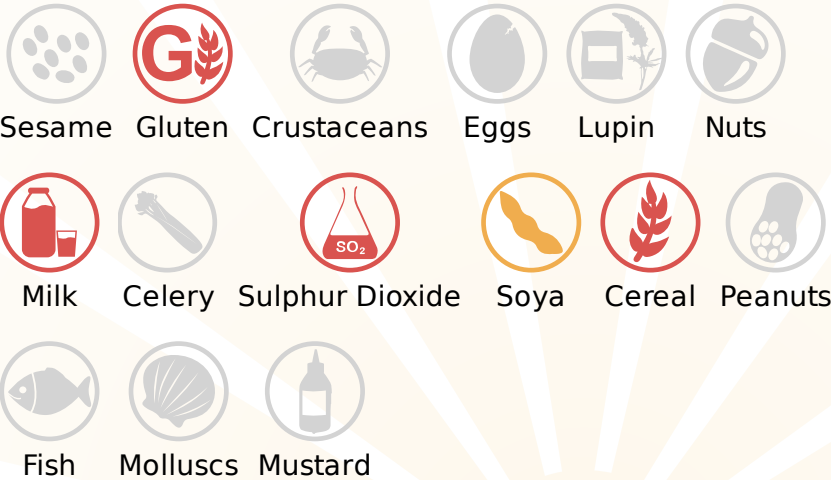 G
Sesame Gluten Crustaceans Eggs Lupin Nuts
SO₂
Milk Celery Sulphur Dioxide Soya Cereal Peanuts
Fish Molluscs Mustard